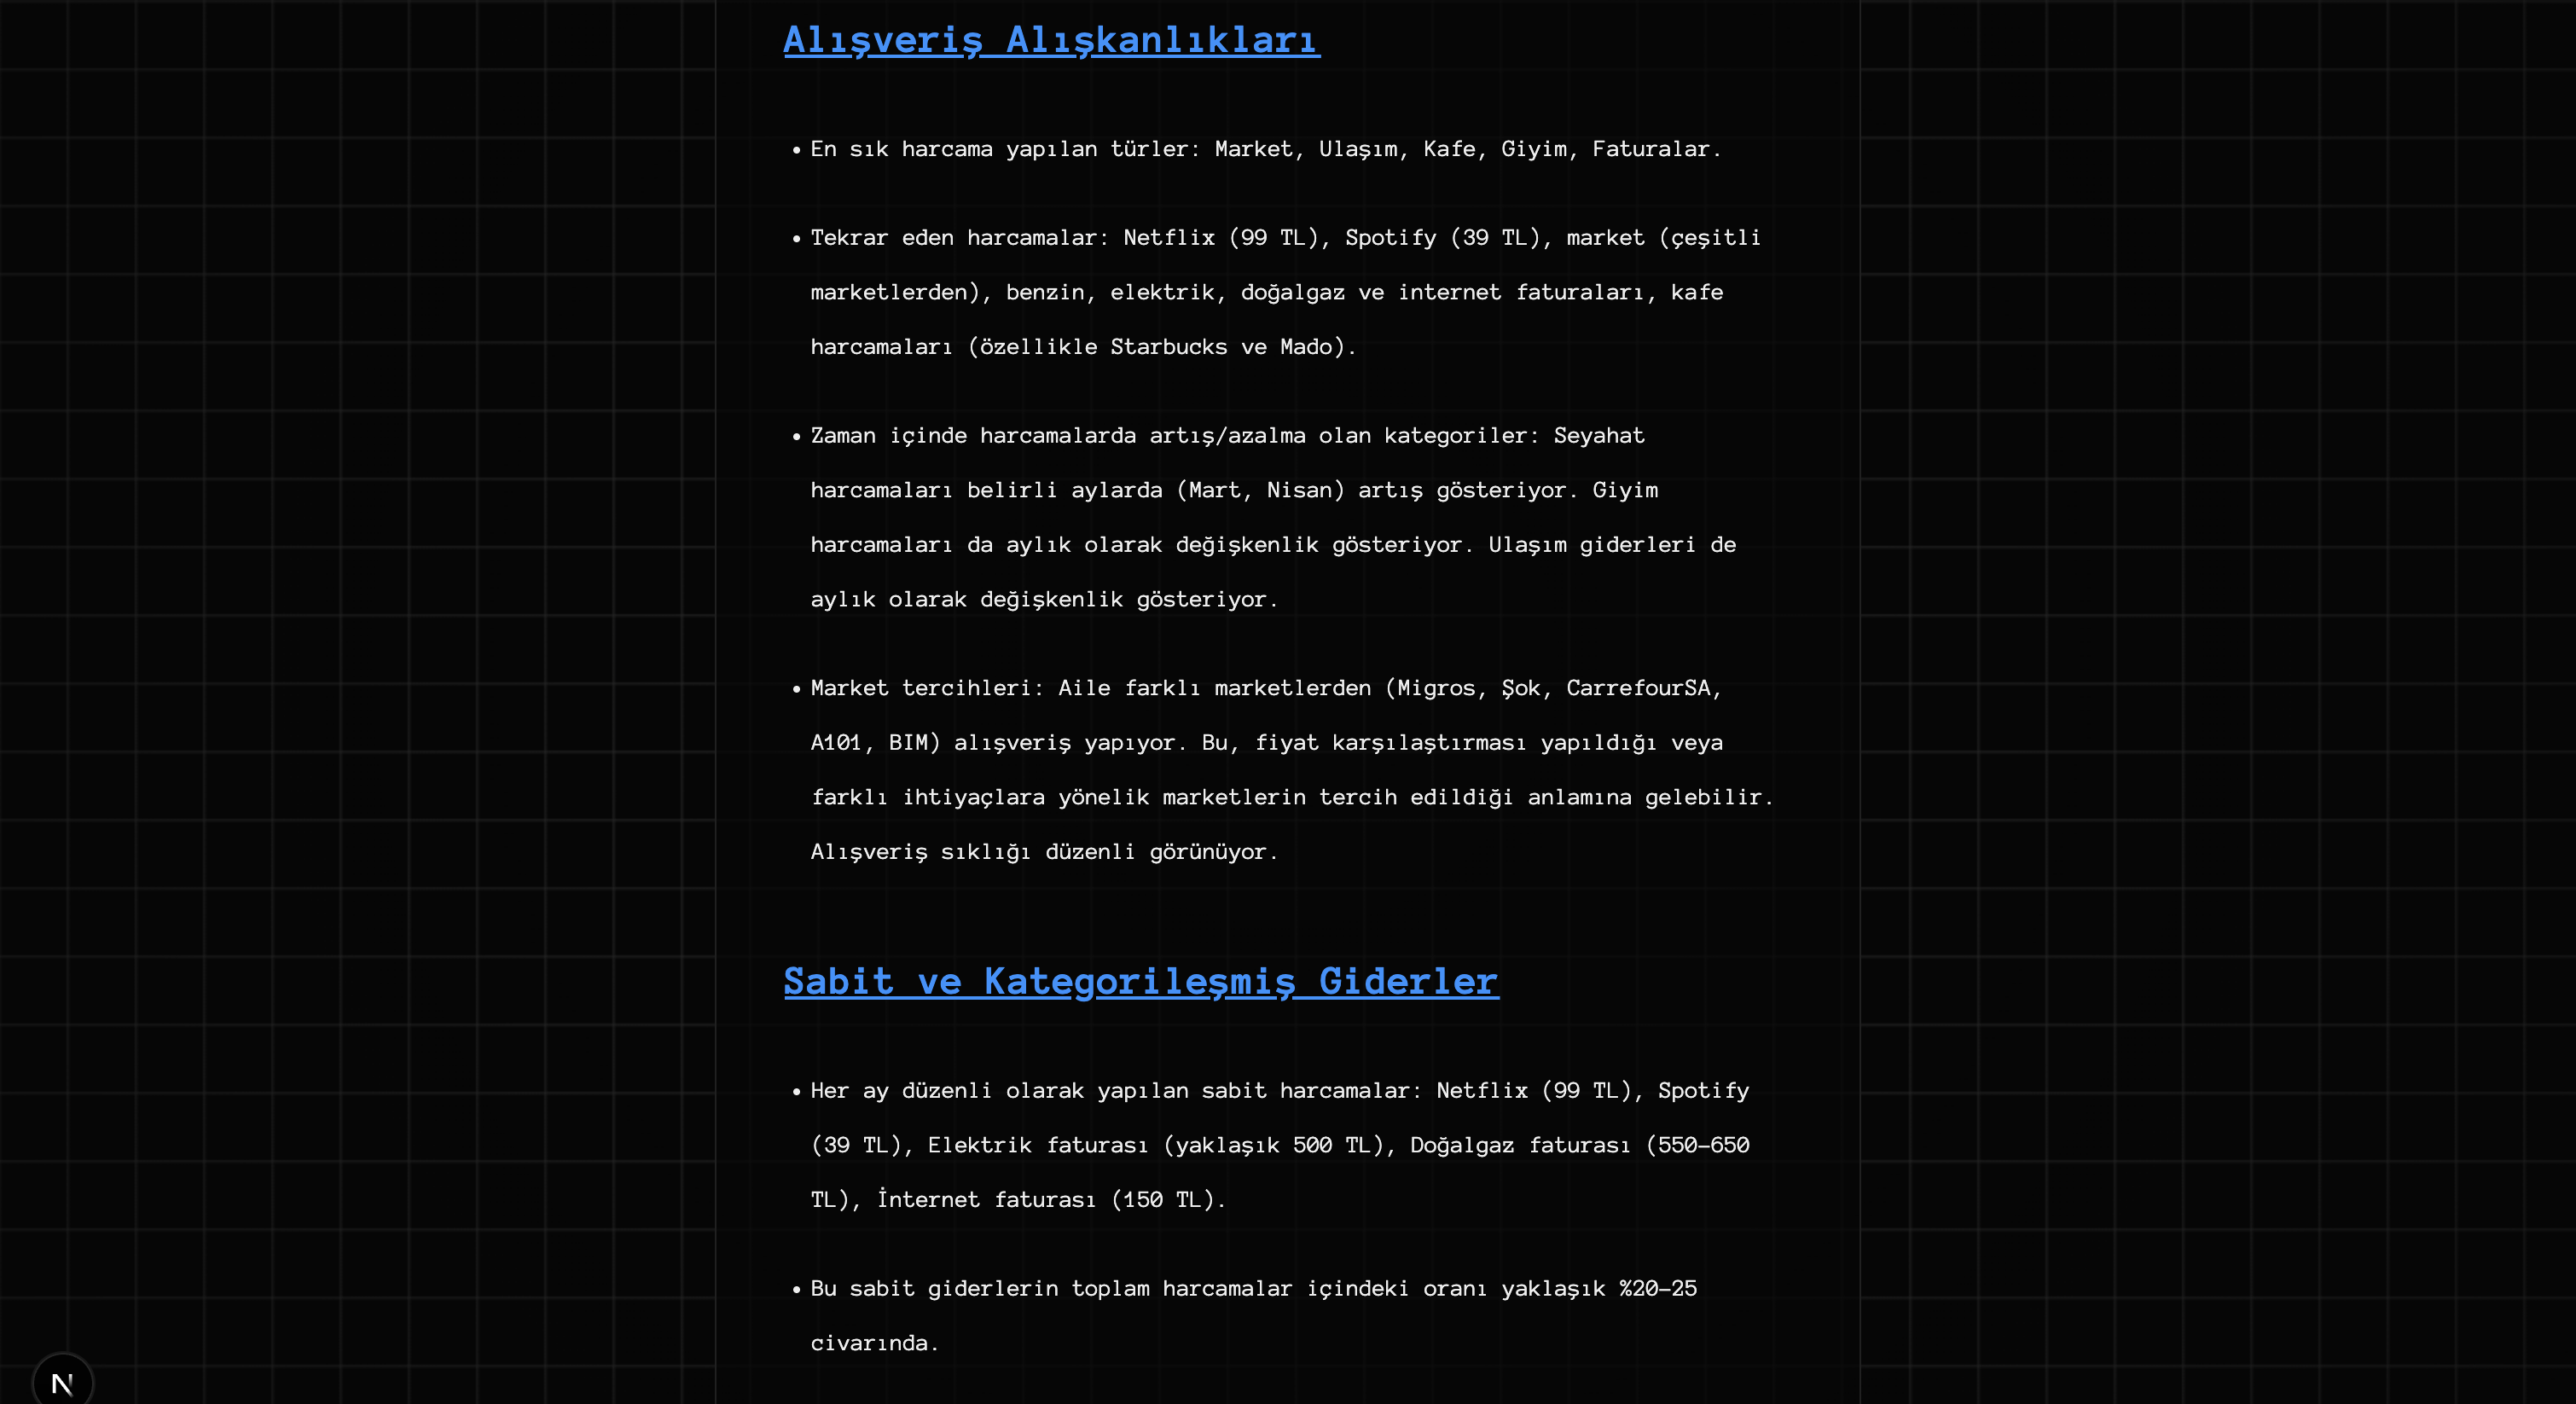 Alışveriş Alışkanlıkları
• En sık harcama yapılan türler: Market, Ulaşım, Kafe, Giyim, Faturalar.
• Tekrar eden harcamalar: Netflix (99 TL), Spotify (39 TL), market (çeşitli
marketlerden), benzin, elektrik, doğalgaz ve internet faturaları, kafe
harcamaları (özellikle Starbucks ve Mado).
• Zaman içinde harcamalarda artış/azalma olan kategoriler: Seyahat
harcamaları belirli aylarda (Mart, Nisan) artış gösteriyor. Giyim
harcamaları da aylık olarak değişkenlik gösteriyor. Ulaşım giderleri de
aylık olarak değişkenlik gösteriyor.
• Market tercihleri: Aile farklı marketlerden (Migros, Şok, CarrefourSA,
A101, BIM) alışveriş yapıyor. Bu, fiyat karşılaştırması yapıldığı veya
farklı ihtiyaçlara yönelik marketlerin tercih edildiği anlamına gelebilir.
Alışveriş sıklığı düzenli görünüyor.
Sabit ve Kategorileşmiş Giderler
• Her ay düzenli olarak yapılan sabit harcamalar: Netflix (99 TL), Spotify
(39 TL), Elektrik faturası (yaklaşık 500 TL), Doğalgaz faturası (550-650
TL), İnternet faturası (150 TL).
• Bu sabit giderlerin toplam harcamalar içindeki oranı yaklaşık %20-25
civarında.
N